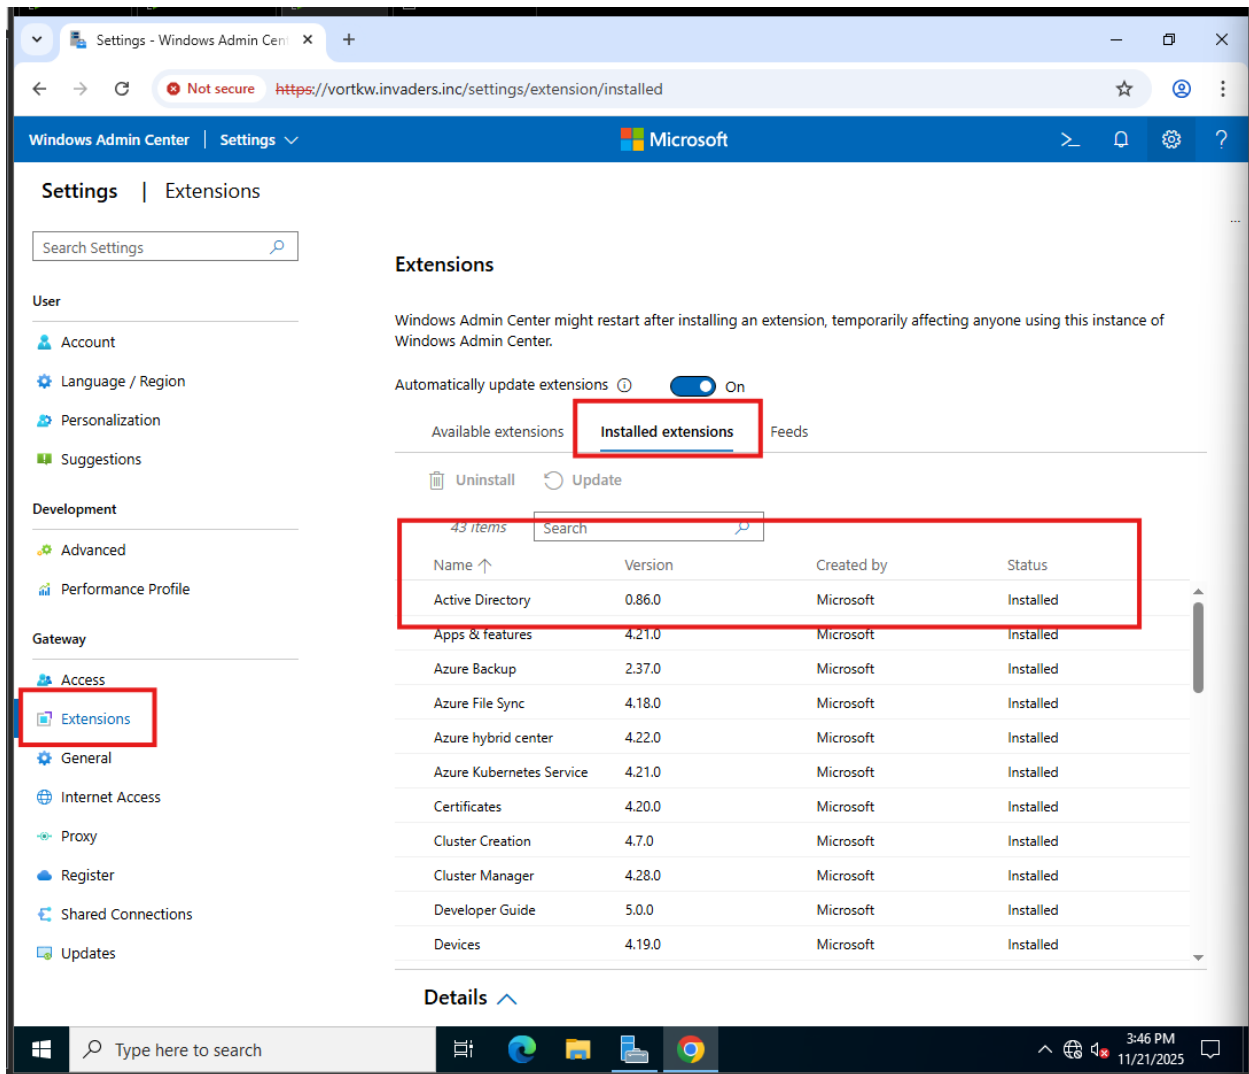 Settings - Windows Admin Cen
Not secure https://vortkw.invaders.inc/settings/extension/installed
Windows Admin Center | Settings
Microsoft
Settings | Extensions
Search Settings
User
Account
Language / Region
Personalization
Suggestions
Development
Advanced
Performance Profile
Gateway
Access
Extensions
General
Internet Access
Proxy
Register
Shared Connections
Updates
Extensions
Windows Admin Center might restart after installing an extension, temporarily affecting anyone using this instance of
Windows Admin Center.
Automatically update extensions On
Available extensions Installed extensions Feeds
Uninstall Update
43 items Search
Name Version Created by Status
Active Directory 0.86.0 Microsoft Installed
Apps & features 4.21.0 Microsoft Installed
Azure Backup 2.37.0 Microsoft Installed
Azure File Sync 4.18.0 Microsoft Installed
Azure hybrid center 4.22.0 Microsoft Installed
Azure Kubernetes Service 4.21.0 Microsoft Installed
Certificates 4.20.0 Microsoft Installed
Cluster Creation 4.7.0 Microsoft Installed
Cluster Manager 4.28.0 Microsoft Installed
Developer Guide 5.0.0 Microsoft Installed
Devices 4.19.0 Microsoft Installed
Details
Type here to search
3:46 PM
11/21/2025